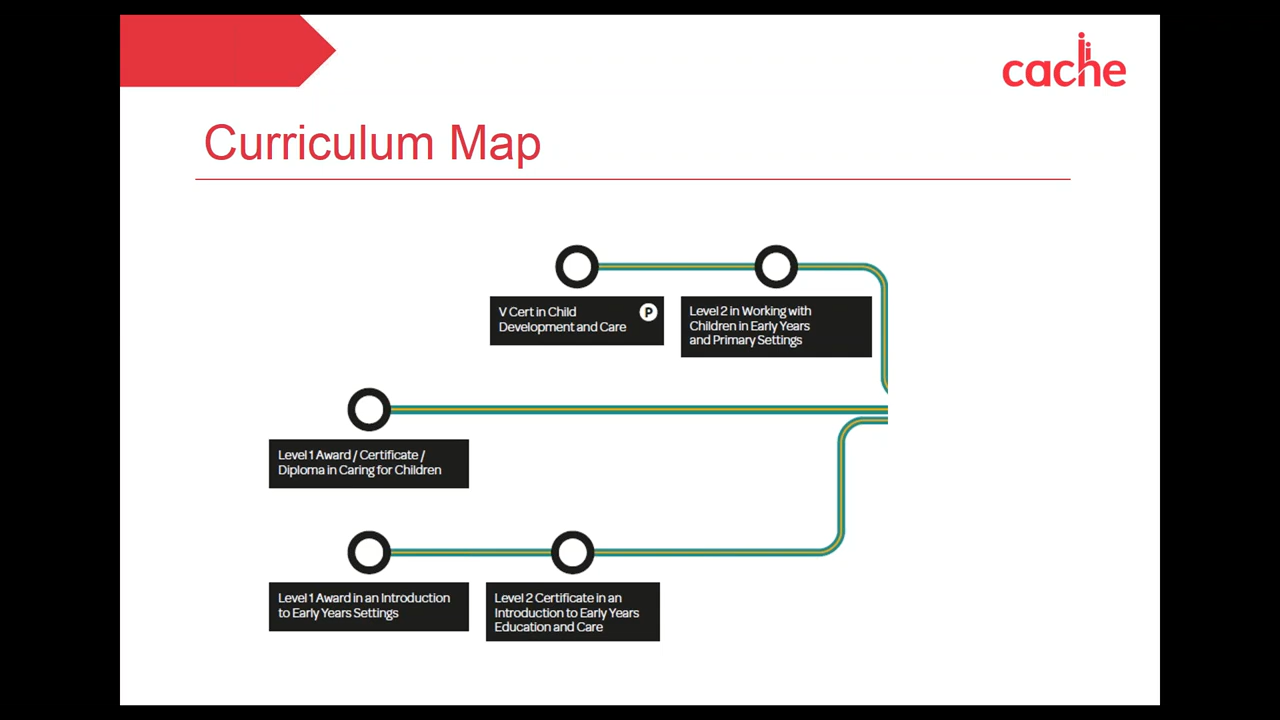 cache
Curriculum Map
V Cert in Child
Development and Care
P
Level 2 in Working with
Children in Early Years
and Primary Settings
Level 1 Award / Certificate /
Diploma in Caring for Children
Level 1 Award in an Introduction
to Early Years Settings
Level 2 Certificate in an
Introduction to Early Years
Education and Care